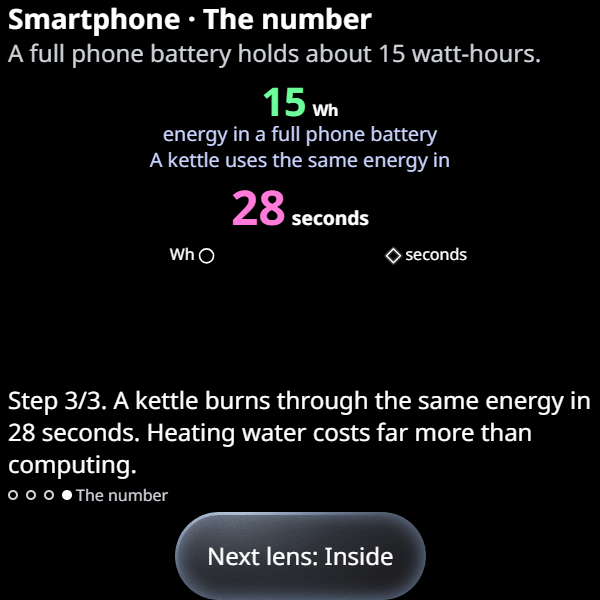 Smartphone · The number
A full phone battery holds about 15 watt-hours.
15 Wh
energy in a full phone battery
A kettle uses the same energy in
28 seconds
Wh
seconds
Step 3/3. A kettle burns through the same energy in
28 seconds. Heating water costs far more than
computing.
The number
Next lens: Inside